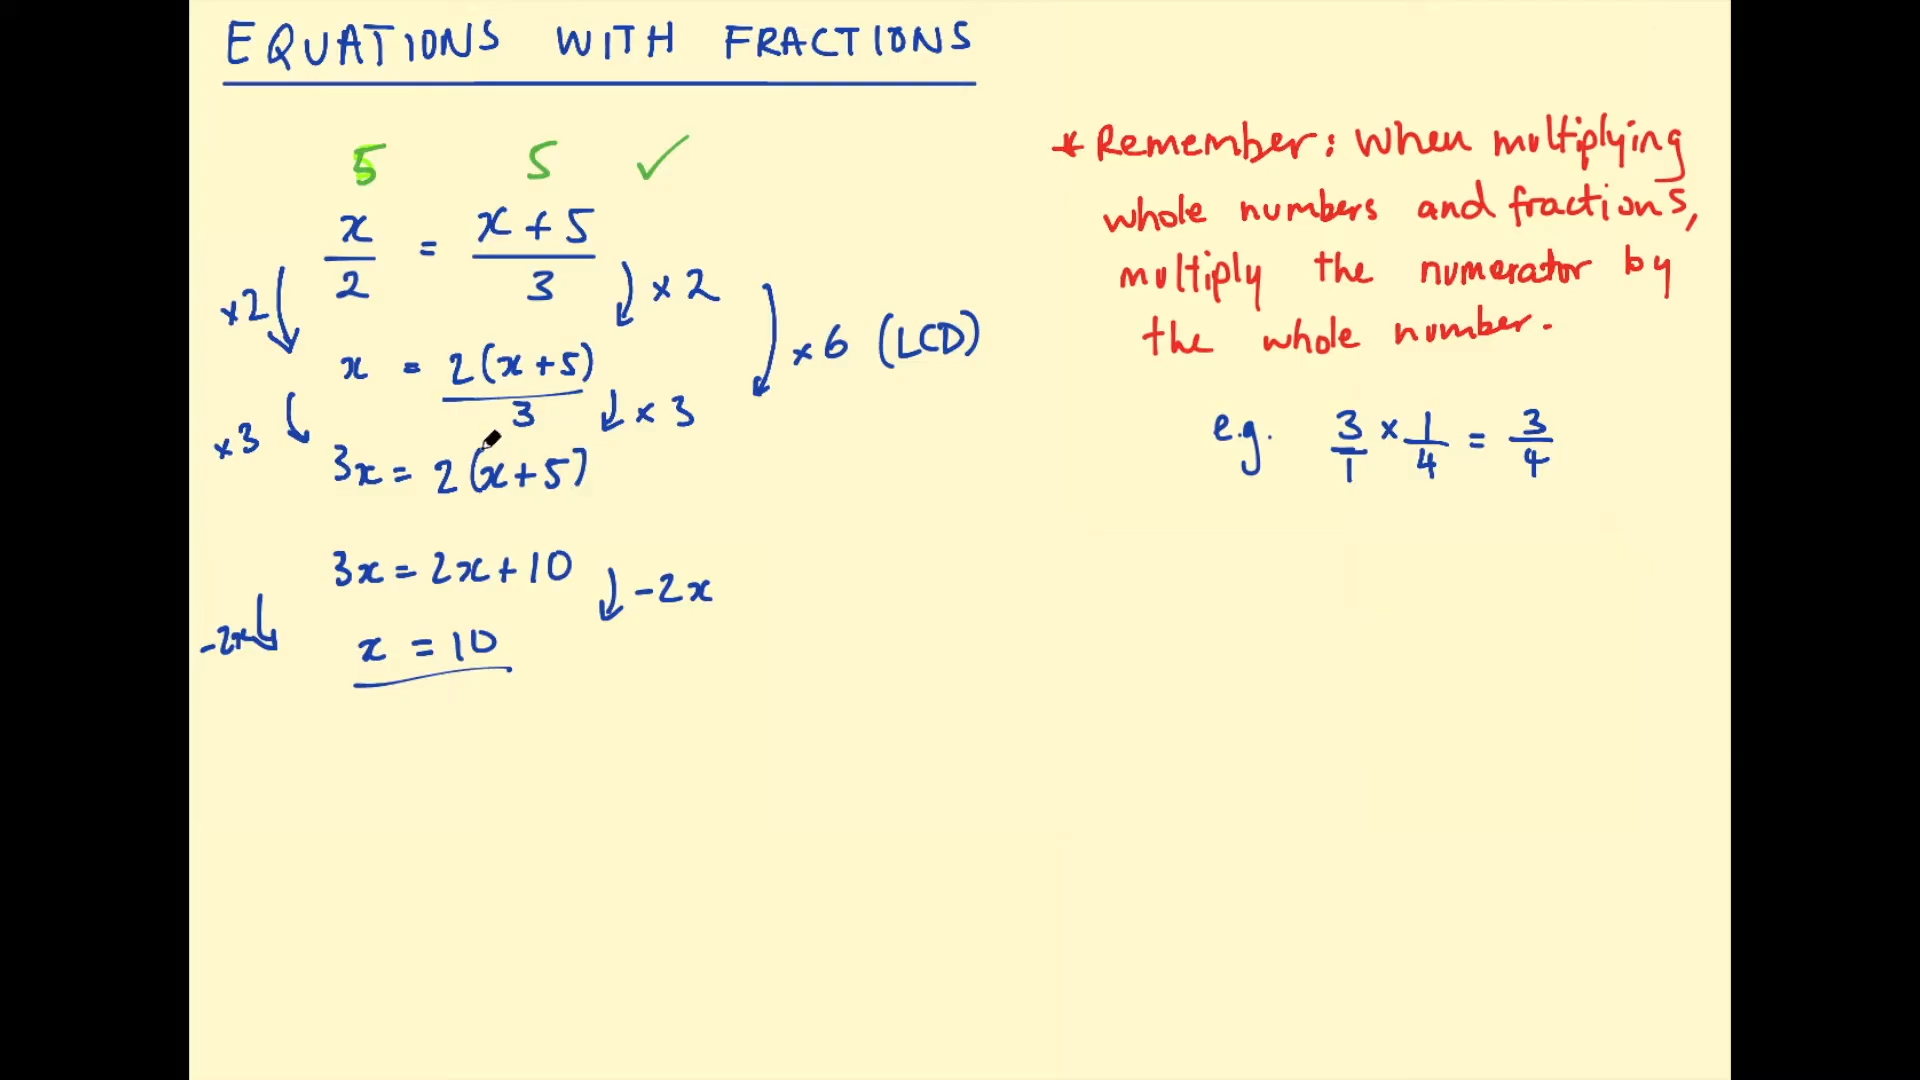 EQUATIONS WITH FRACTIONS
5 5 ✓
x/2 = (x+5)/3
×2 ×2
×6 (LCD)
x = 2(x+5)/3
×3 ×3
3x = 2(x+5)
3x = 2x+10
-2x -2x
x = 10
* Remember: When multiplying
whole numbers and fractions,
multiply the numerator by
the whole number.
e.g. 3/1 × 1/4 = 3/4